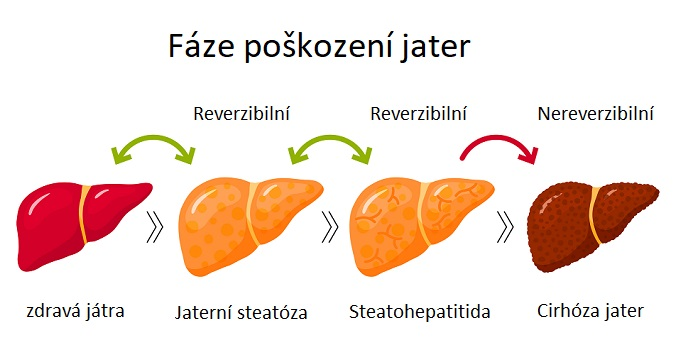 Fáze poškození jater
Reverzibilní
Reverzibilní
Nereverzibilní
zdravá játra
Jaterní steatóza
Steatohepatitida
Cirhóza jater